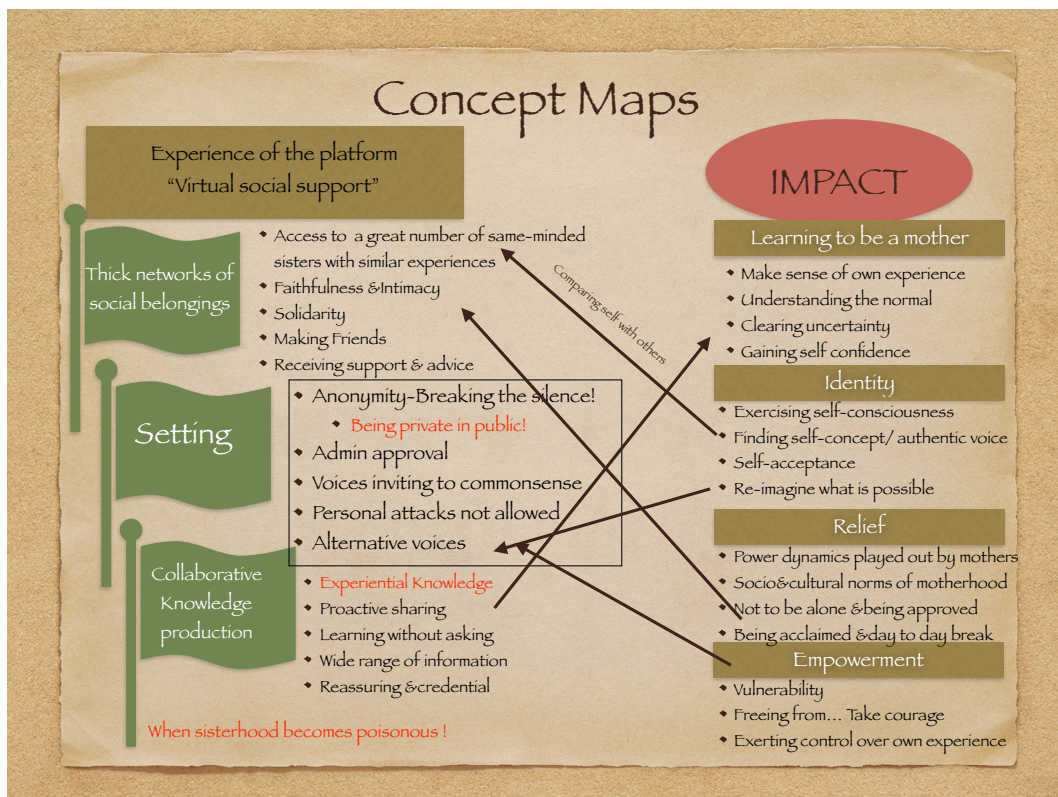 Concept Maps
Experience of the platform
“Virtual social support”
IMPACT
Thick networks of
social belongings
Access to a great number of same-minded
sisters with similar experiences
Faithfulness &Intimacy
Solidarity
Making Friends
Receiving support & advice
Setting
Anonymity-Breaking the silence!
Being private in public!
Admin approval
Voices inviting to commonsense
Personal attacks not allowed
Alternative voices
Collaborative
Knowledge
production
Experiential Knowledge
Proactive sharing
Learning without asking
Wide range of information
Reassuring &credential
When sisterhood becomes poisonous !
Comparing self with others
Learning to be a mother
Make sense of own experience
Understanding the normal
Clearing uncertainty
Gaining self confidence
Identity
Exercising self-consciousness
Finding self-concept/ authentic voice
Self-acceptance
Re-imagine what is possible
Relief
Power dynamics played out by mothers
Socio&cultural norms of motherhood
Not to be alone &being approved
Being acclaimed &day to day break
Empowerment
Vulnerability
Freeing from… Take courage
Exerting control over own experience